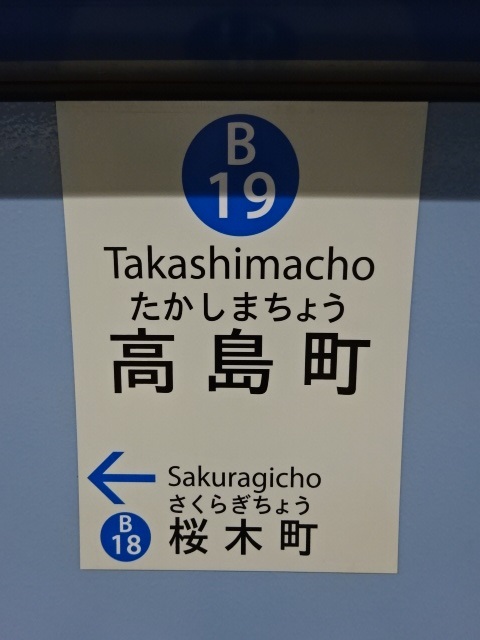 B
19
Takashimacho
たかしまちょう
高島町
← Sakuragicho
さくらぎちょう
B
18
桜木町